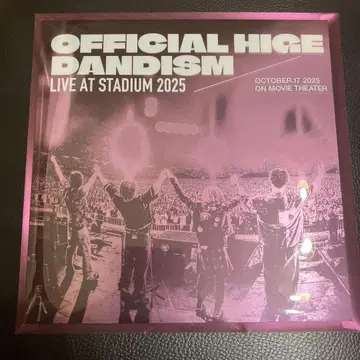 OFFICIAL HIGE
DANDISM
LIVE AT STADIUM 2025
OCTOBER.17 2025
ON MOVIE THEATER